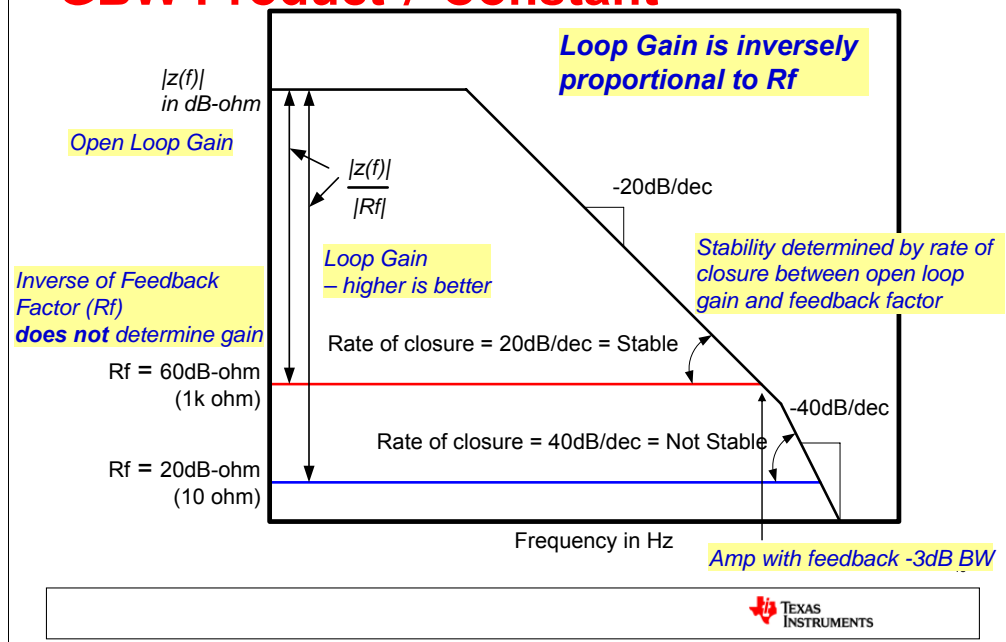 GBW Product ≠ Constant
Loop Gain is inversely
proportional to Rf
|z(f)|
in dB-ohm
Open Loop Gain
|z(f)|
|Rf|
-20dB/dec
Loop Gain
– higher is better
Stability determined by rate of
closure between open loop
gain and feedback factor
Inverse of Feedback
Factor (Rf)
does not determine gain
Rate of closure = 20dB/dec = Stable
Rf = 60dB-ohm
(1k ohm)
-40dB/dec
Rate of closure = 40dB/dec = Not Stable
Rf = 20dB-ohm
(10 ohm)
Frequency in Hz
Amp with feedback -3dB BW
TEXAS
INSTRUMENTS